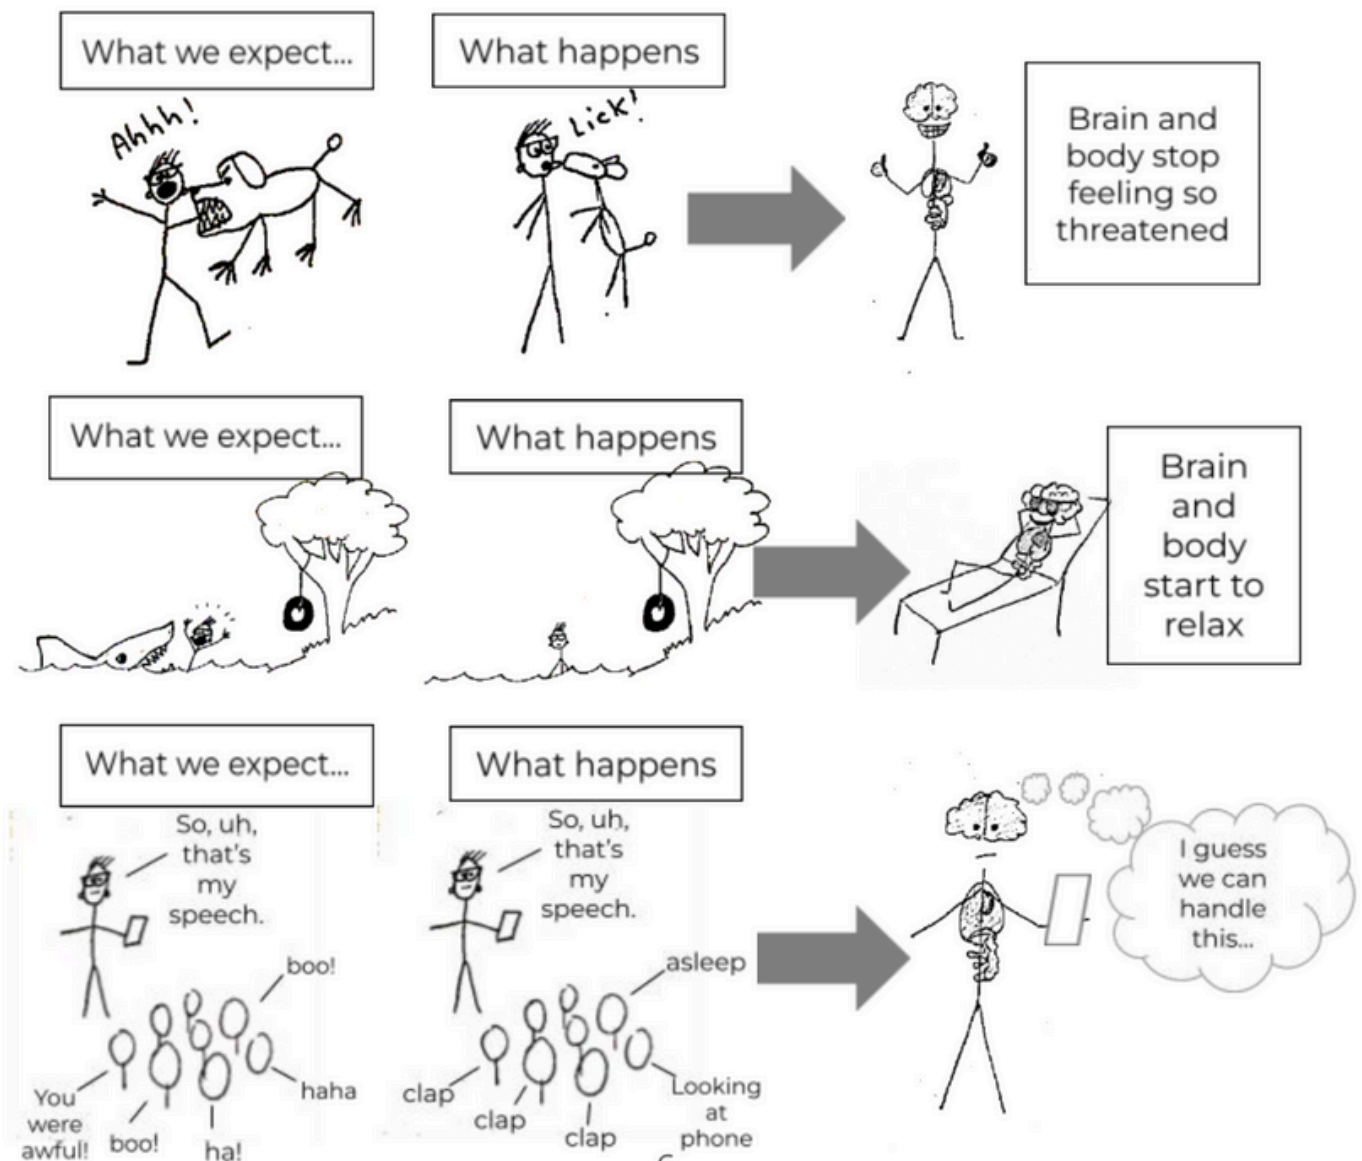 What we expect...
What happens
Ahhh!
Lick!
Brain and
body stop
feeling so
threatened
What we expect...
What happens
Brain
and
body
start to
relax
What we expect...
What happens
So, uh,
that's
my
speech.
boo!
haha
You
were
awful!
boo!
ha!
So, uh,
that's
my
speech.
asleep
clap
clap
clap
Looking
at
phone
I guess
we can
handle
this...